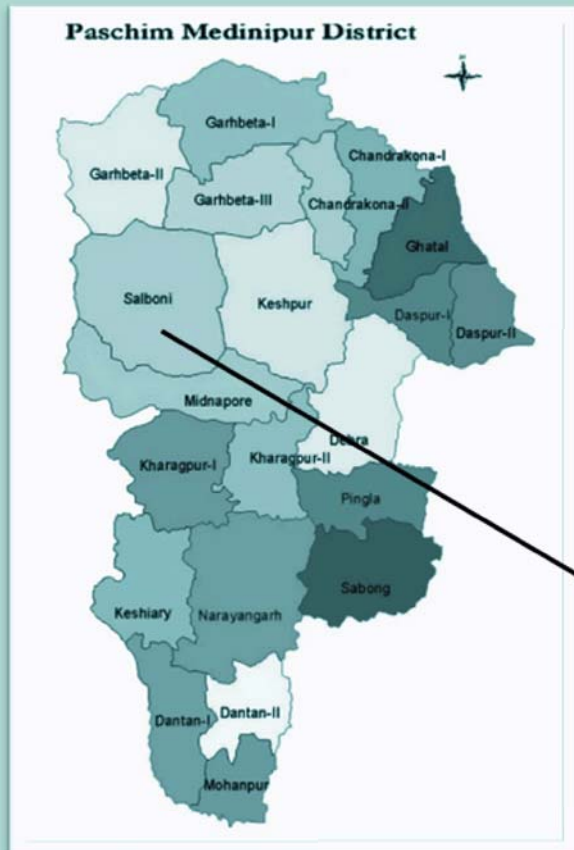 Paschim Medinipur District
Garhbeta-I
Chandrakona-I
Garhbeta-II
Garhbeta-III
Chandrakona-II
Ghatal
Salboni
Keshpur
Daspur-I
Daspur-II
Midnapore
Debra
Kharagpur-I
Kharagpur-II
Pingla
Sabong
Keshiary
Narayangarh
Dantan-I
Dantan-II
Mohanpur